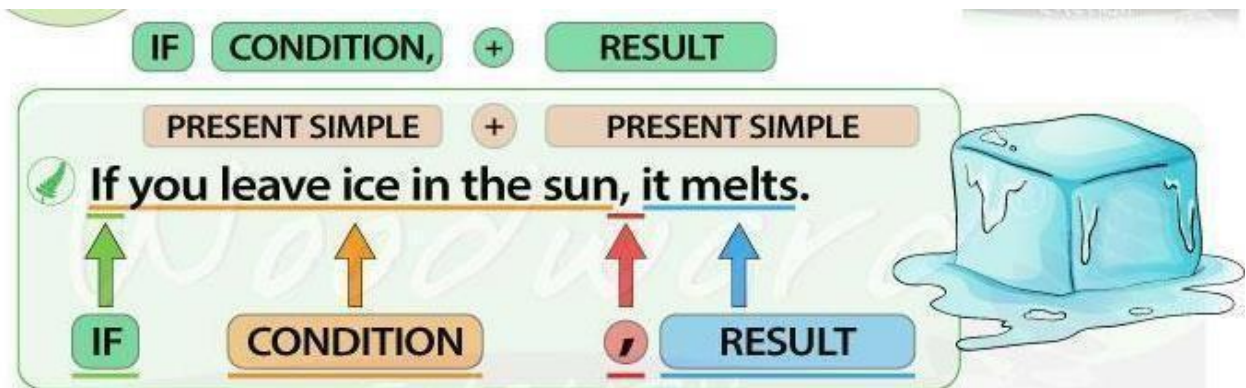 IF CONDITION, + RESULT
PRESENT SIMPLE + PRESENT SIMPLE
If you leave ice in the sun, it melts.
IF CONDITION , RESULT
Woodward